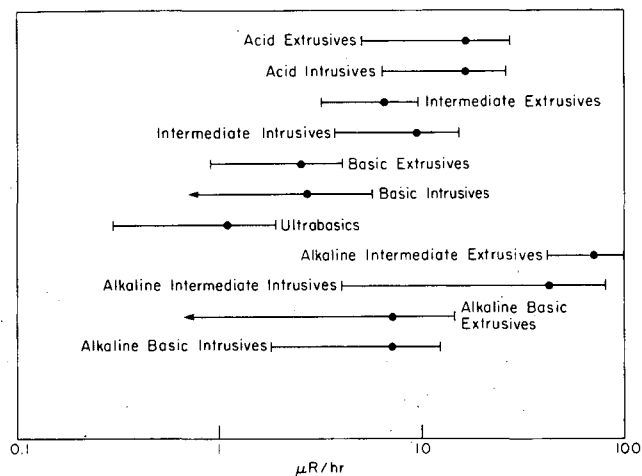 Acid Extrusives
Acid Intrusives
Intermediate Extrusives
Intermediate Intrusives
Basic Extrusives
Basic Intrusives
Ultrabasics
Alkaline Intermediate Extrusives
Alkaline Intermediate Intrusives
Alkaline Basic
Extrusives
Alkaline Basic Intrusives
0.1 1 10 100
μR/hr